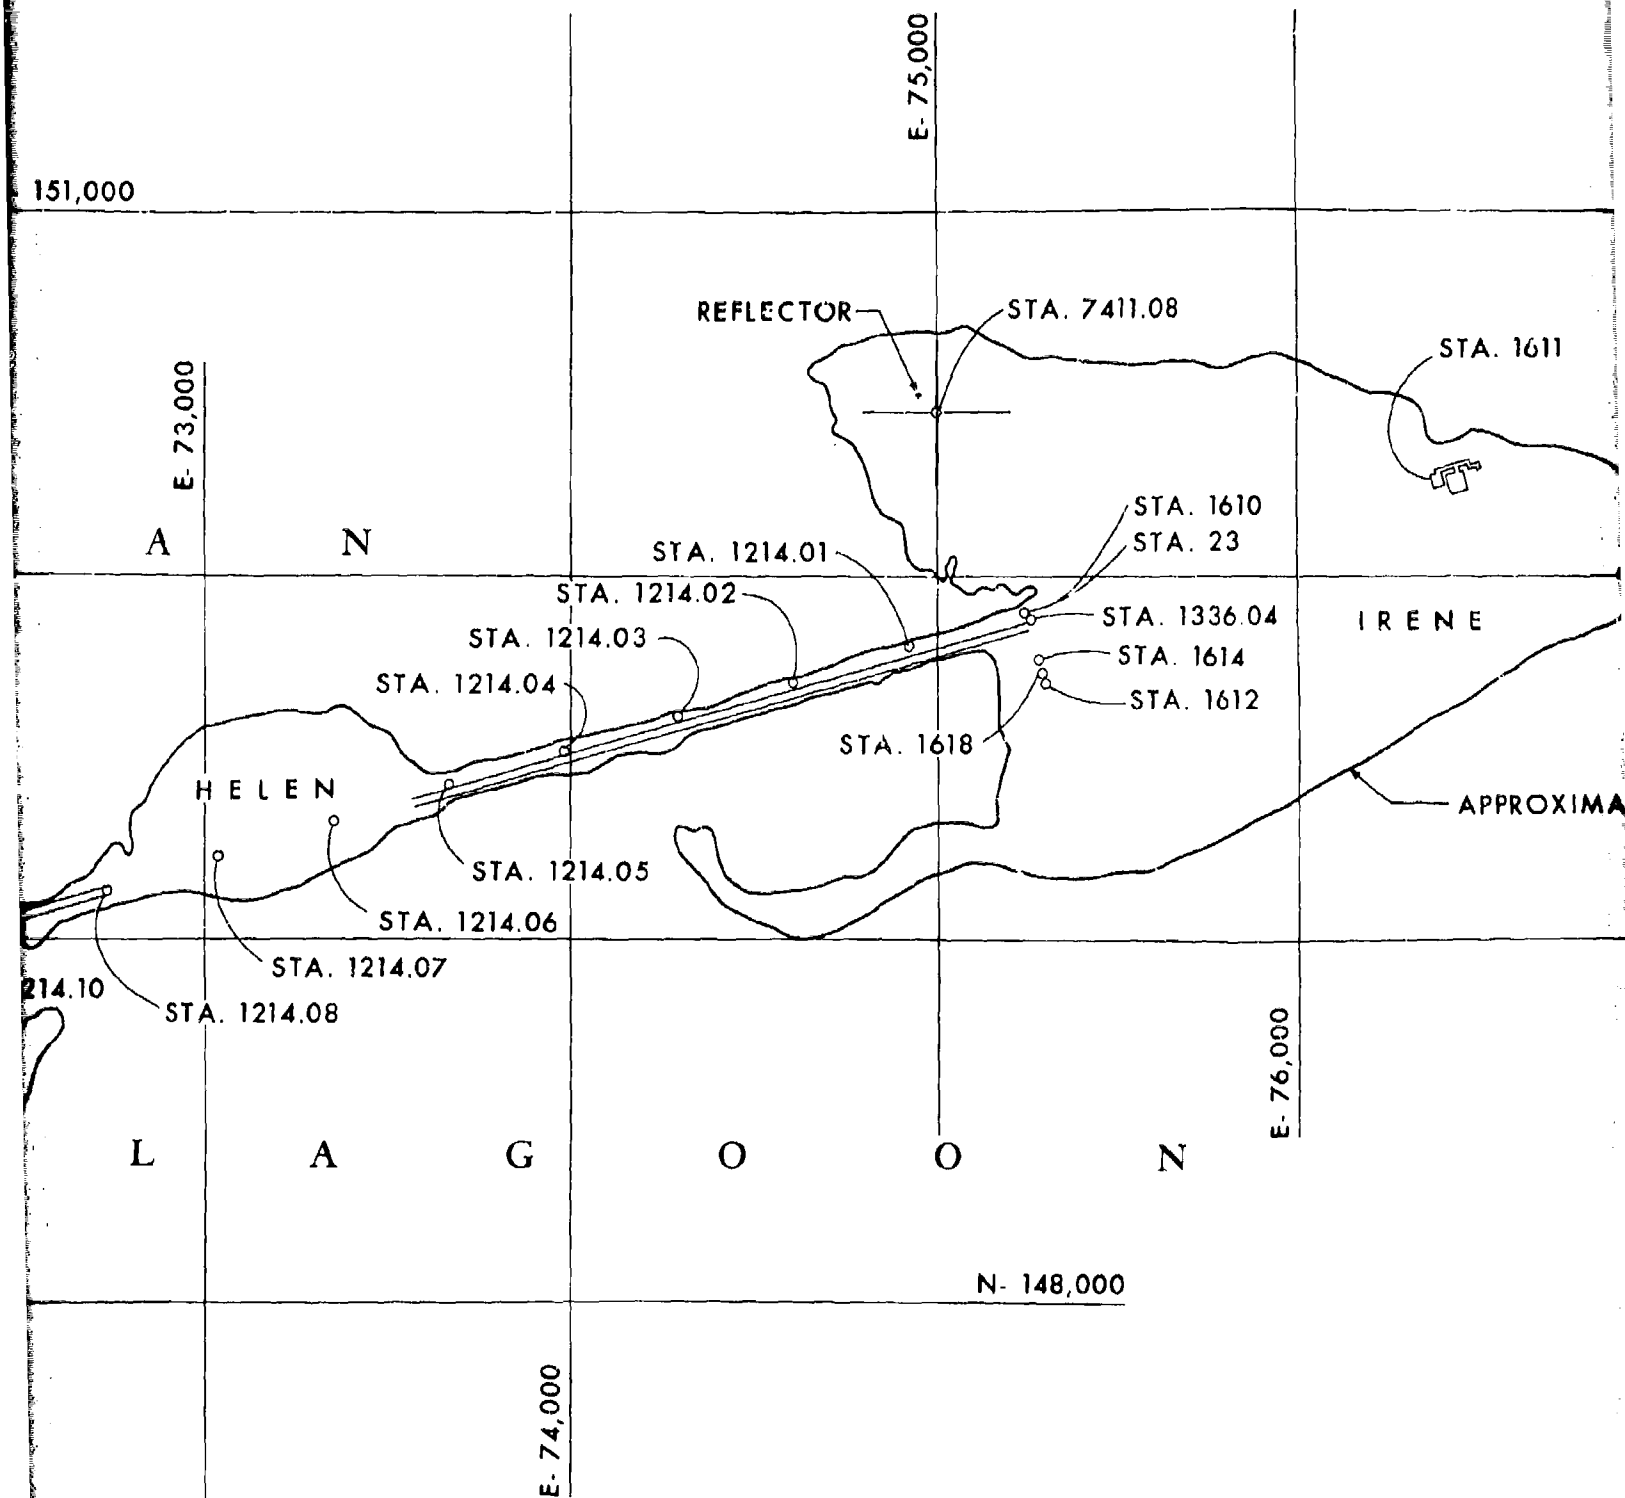 E- 75,000
151,000
REFLECTOR
STA. 7411.08
STA. 1611
E- 73,000
STA. 1610
A N
STA. 23
STA. 1214.01
STA. 1214.02
STA. 1336.04
IRENE
STA. 1214.03
STA. 1614
STA. 1214.04
STA. 1612
STA. 1618
HELEN
APPROXIMA
STA. 1214.05
STA. 1214.06
STA. 1214.07
214.10
STA. 1214.08
E- 76,000
L A G O O N
N- 148,000
E- 74,000